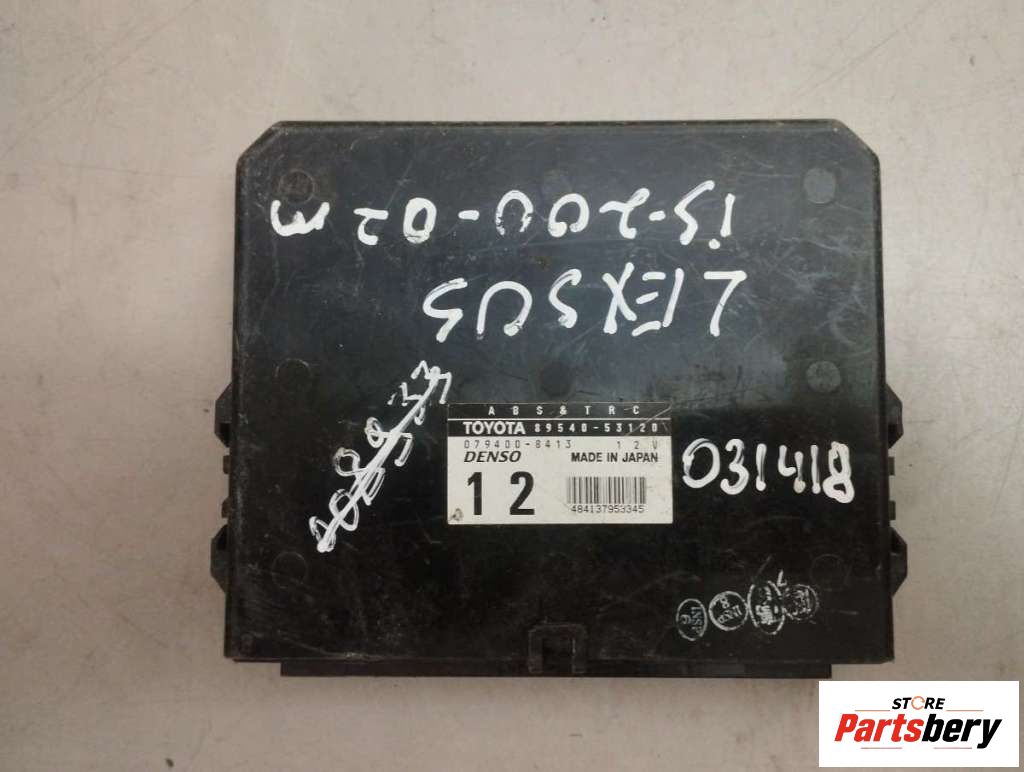 is-200-02 m
LEXSUS
ABS&TRC
TOYOTA 89540-53120
079400-8413 12V
DENSO MADE IN JAPAN
12
484137953345
031418
STORE
Partsbery